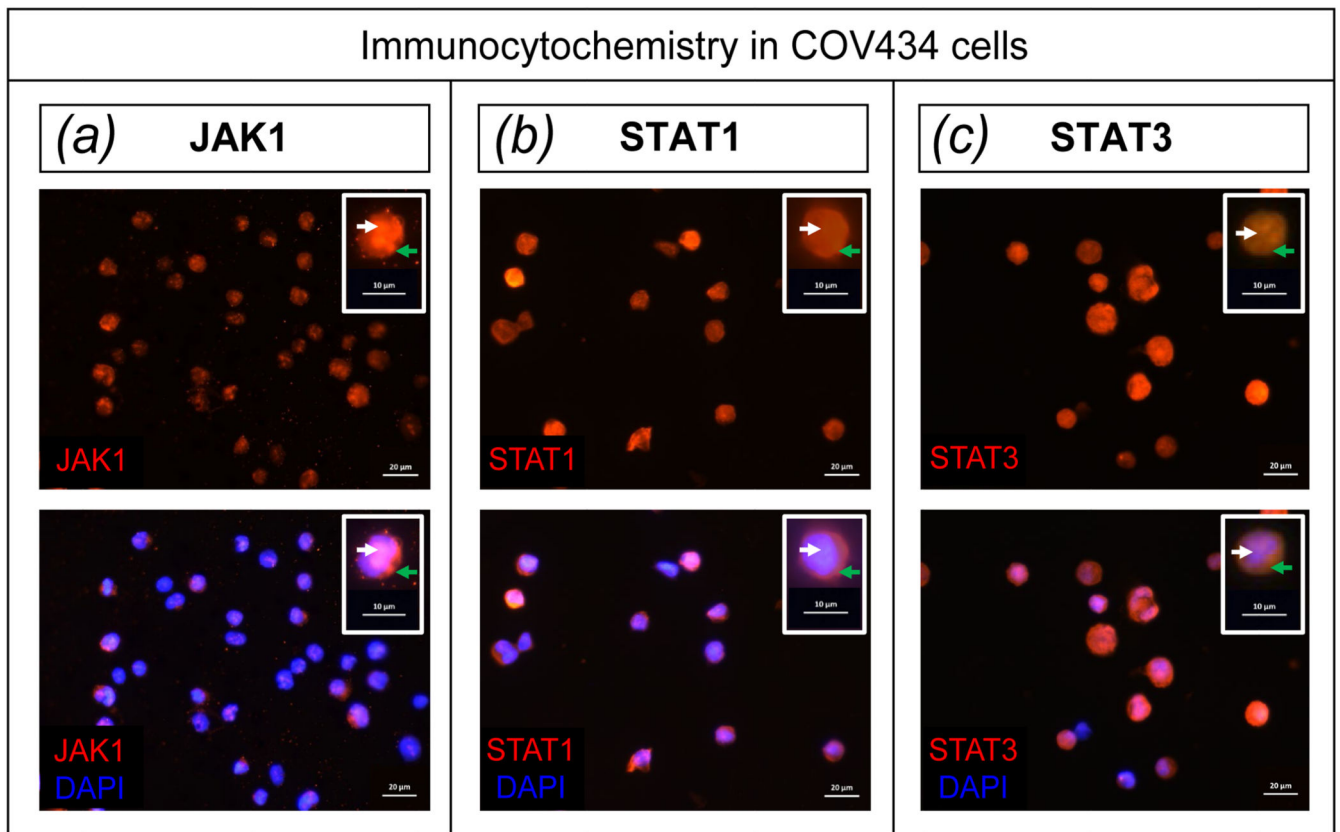 Immunocytochemistry in COV434 cells
(a) JAK1
10 µm
JAK1
20 µm
10 µm
JAK1
DAPI
20 µm
(b) STAT1
10 µm
STAT1
20 µm
10 µm
STAT1
DAPI
20 µm
(c) STAT3
10 µm
STAT3
20 µm
10 µm
STAT3
DAPI
20 µm